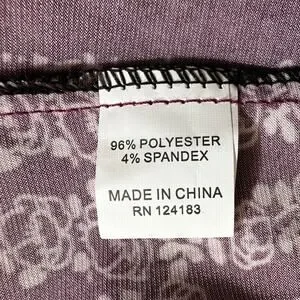 96% POLYESTER
4% SPANDEX
MADE IN CHINA
RN 124183